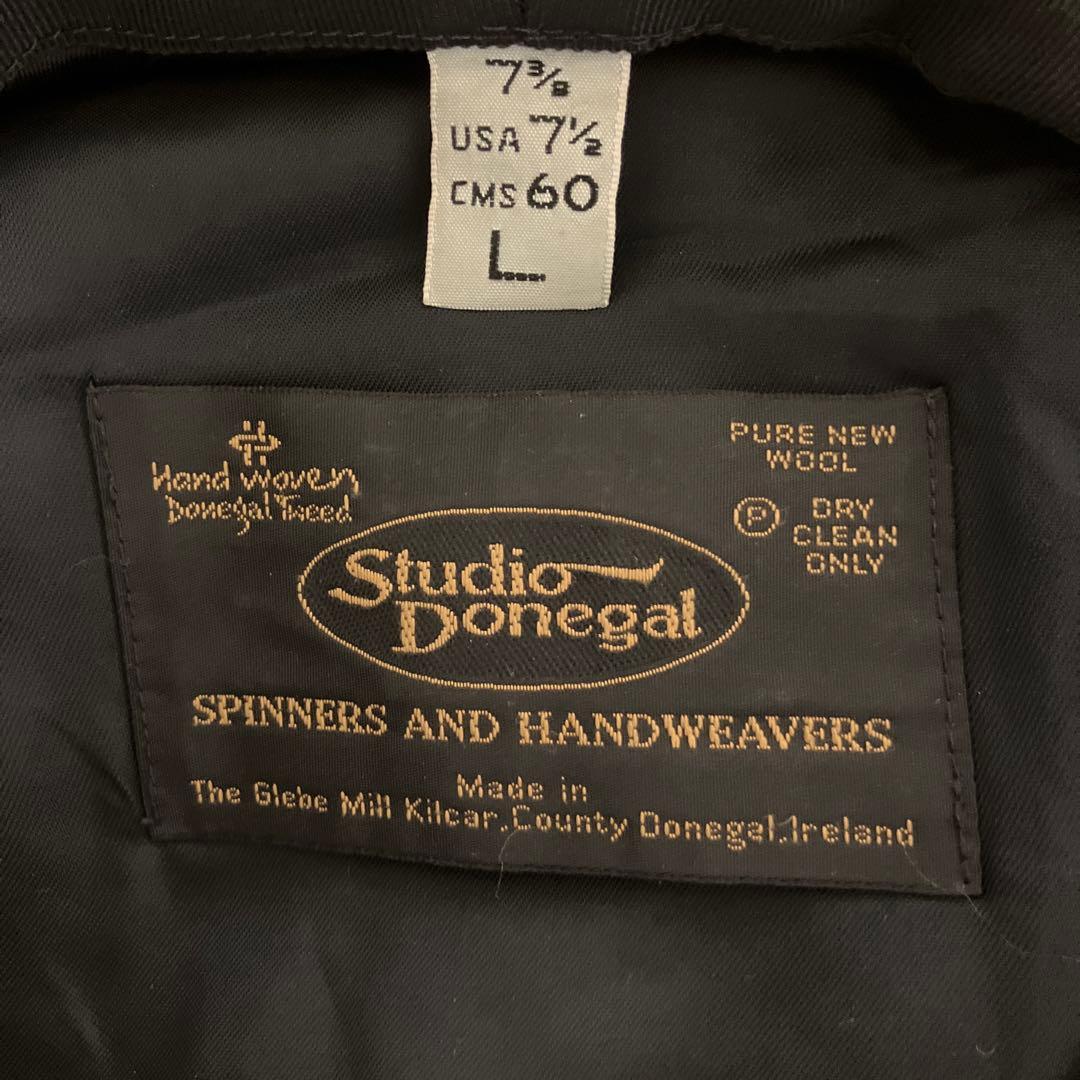 7⅜
USA 7½
CMS 60
L
Hand Woven
Donegal Tweed
PURE NEW
WOOL
P DRY
CLEAN
ONLY
Studio
Donegal
SPINNERS AND HANDWEAVERS
Made in
The Glebe Mill Kilcar, County Donegal. Ireland